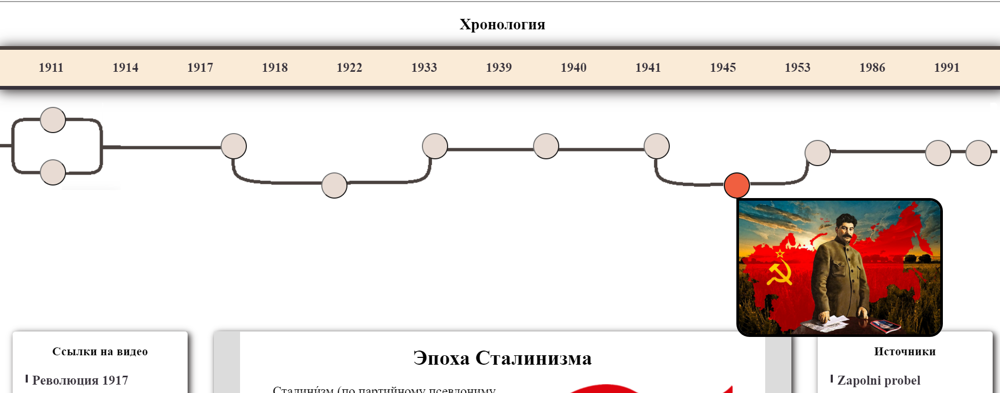 Хронология
1911 1914 1917 1918 1922 1933 1939 1940 1941 1945 1953 1986 1991
Ссылки на видео
Революция 1917
Эпоха Сталинизма
Сталини́зм (по партийному псевдониму
Источники
Zapolni probel